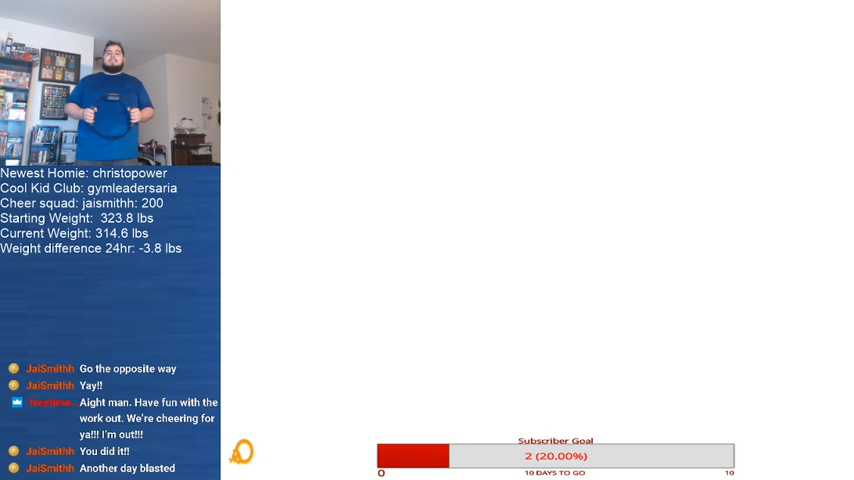 Newest Homie: christopower
Cool Kid Club: gymleadersaria
Cheer squad: jaismithh: 200
Starting Weight:  323.8 lbs
Current Weight: 314.6 lbs
Weight difference 24hr: -3.8 lbs
JaiSmithh Go the opposite way
JaiSmithh Yay!!
Aight man. Have fun with the
work out. We're cheering for
ya!!! I'm out!!!
JaiSmithh You did it!!
JaiSmithh Another day blasted
Subscriber Goal
2 (20.00%)
0 10 DAYS TO GO 10